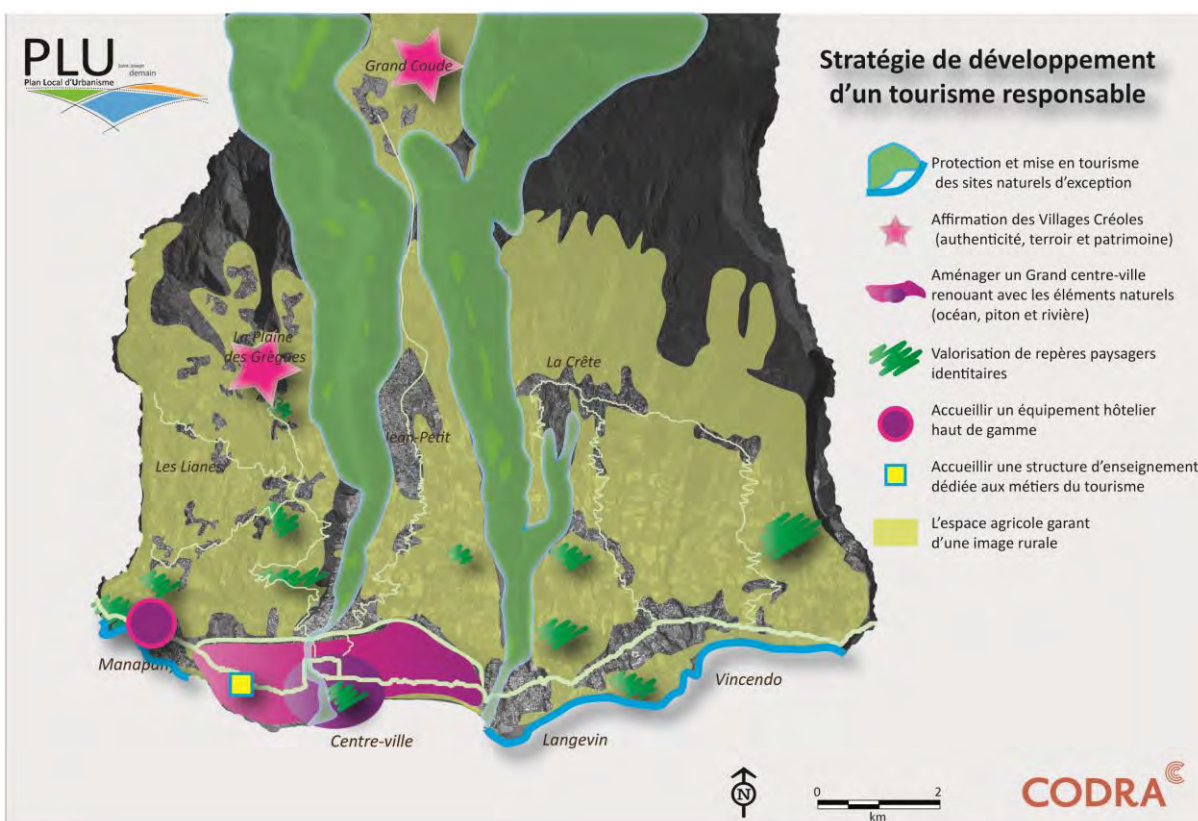 PLU
Saint-Joseph
demain
Plan Local d'Urbanisme
Stratégie de développement
d'un tourisme responsable
Protection et mise en tourisme
des sites naturels d'exception
Affirmation des Villages Créoles
(authenticité, terroir et patrimoine)
Aménager un Grand centre-ville
renouant avec les éléments naturels
(océan, piton et rivière)
Valorisation de repères paysagers
identitaires
Accueillir un équipement hôtelier
haut de gamme
Accueillir une structure d'enseignement
dédiée aux métiers du tourisme
L'espace agricole garant
d'une image rurale
Grand Coude
La Plaine
des Grègues
La Crête
Jean-Petit
Les Lianes
Manapany
Vincendo
Centre-ville
Langevin
N
0 2
km
CODRA